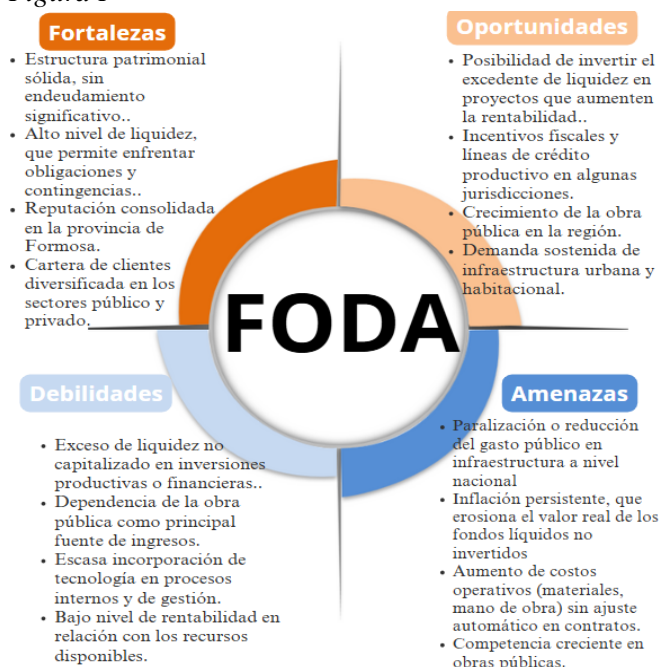 Fortalezas
• Estructura patrimonial
sólida, sin
endeudamiento
significativo..
• Alto nivel de liquidez,
que permite enfrentar
obligaciones y
contingencias..
• Reputación consolidada
en la provincia de
Formosa.
• Cartera de clientes
diversificada en los
sectores público y
privado.
Oportunidades
• Posibilidad de invertir el
excedente de liquidez en
proyectos que aumenten
la rentabilidad..
• Incentivos fiscales y
líneas de crédito
productivo en algunas
jurisdicciones.
• Crecimiento de la obra
pública en la región.
• Demanda sostenida de
infraestructura urbana y
habitacional.
FODA
Debilidades
• Exceso de liquidez no
capitalizado en inversiones
productivas o financieras..
• Dependencia de la obra
pública como principal
fuente de ingresos.
• Escasa incorporación de
tecnología en procesos
internos y de gestión.
• Bajo nivel de rentabilidad en
relación con los recursos
disponibles.
Amenazas
• Paralización o reducción
del gasto público en
infraestructura a nivel
nacional
• Inflación persistente, que
erosiona el valor real de los
fondos líquidos no
invertidos
• Aumento de costos
operativos (materiales,
mano de obra) sin ajuste
automático en contratos.
• Competencia creciente en
obras públicas.